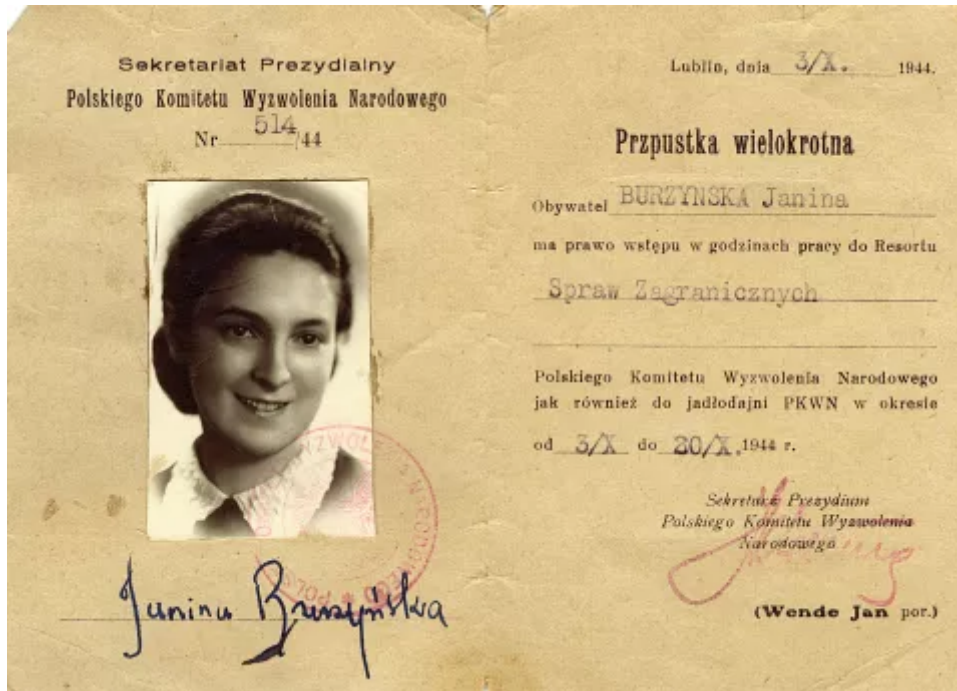 Sekretariat Prezydialny
Polskiego Komitetu Wyzwolenia Narodowego
Nr 514/44
Janina Burzyńska
Lublin, dnia 3/X. 1944.
Przpustka wielokrotna
Obywatel BURZYNSKA Janina
ma prawo wstępu w godzinach pracy do Resortu
Spraw Zagranicznych
Polskiego Komitetu Wyzwolenia Narodowego
jak również do jadłodajni PKWN w okresie
od 3/X do 20/X.1944 r.
Sekretarz Prezydium
Polskiego Komitetu Wyzwolenia
Narodowego
(Wende Jan por.)